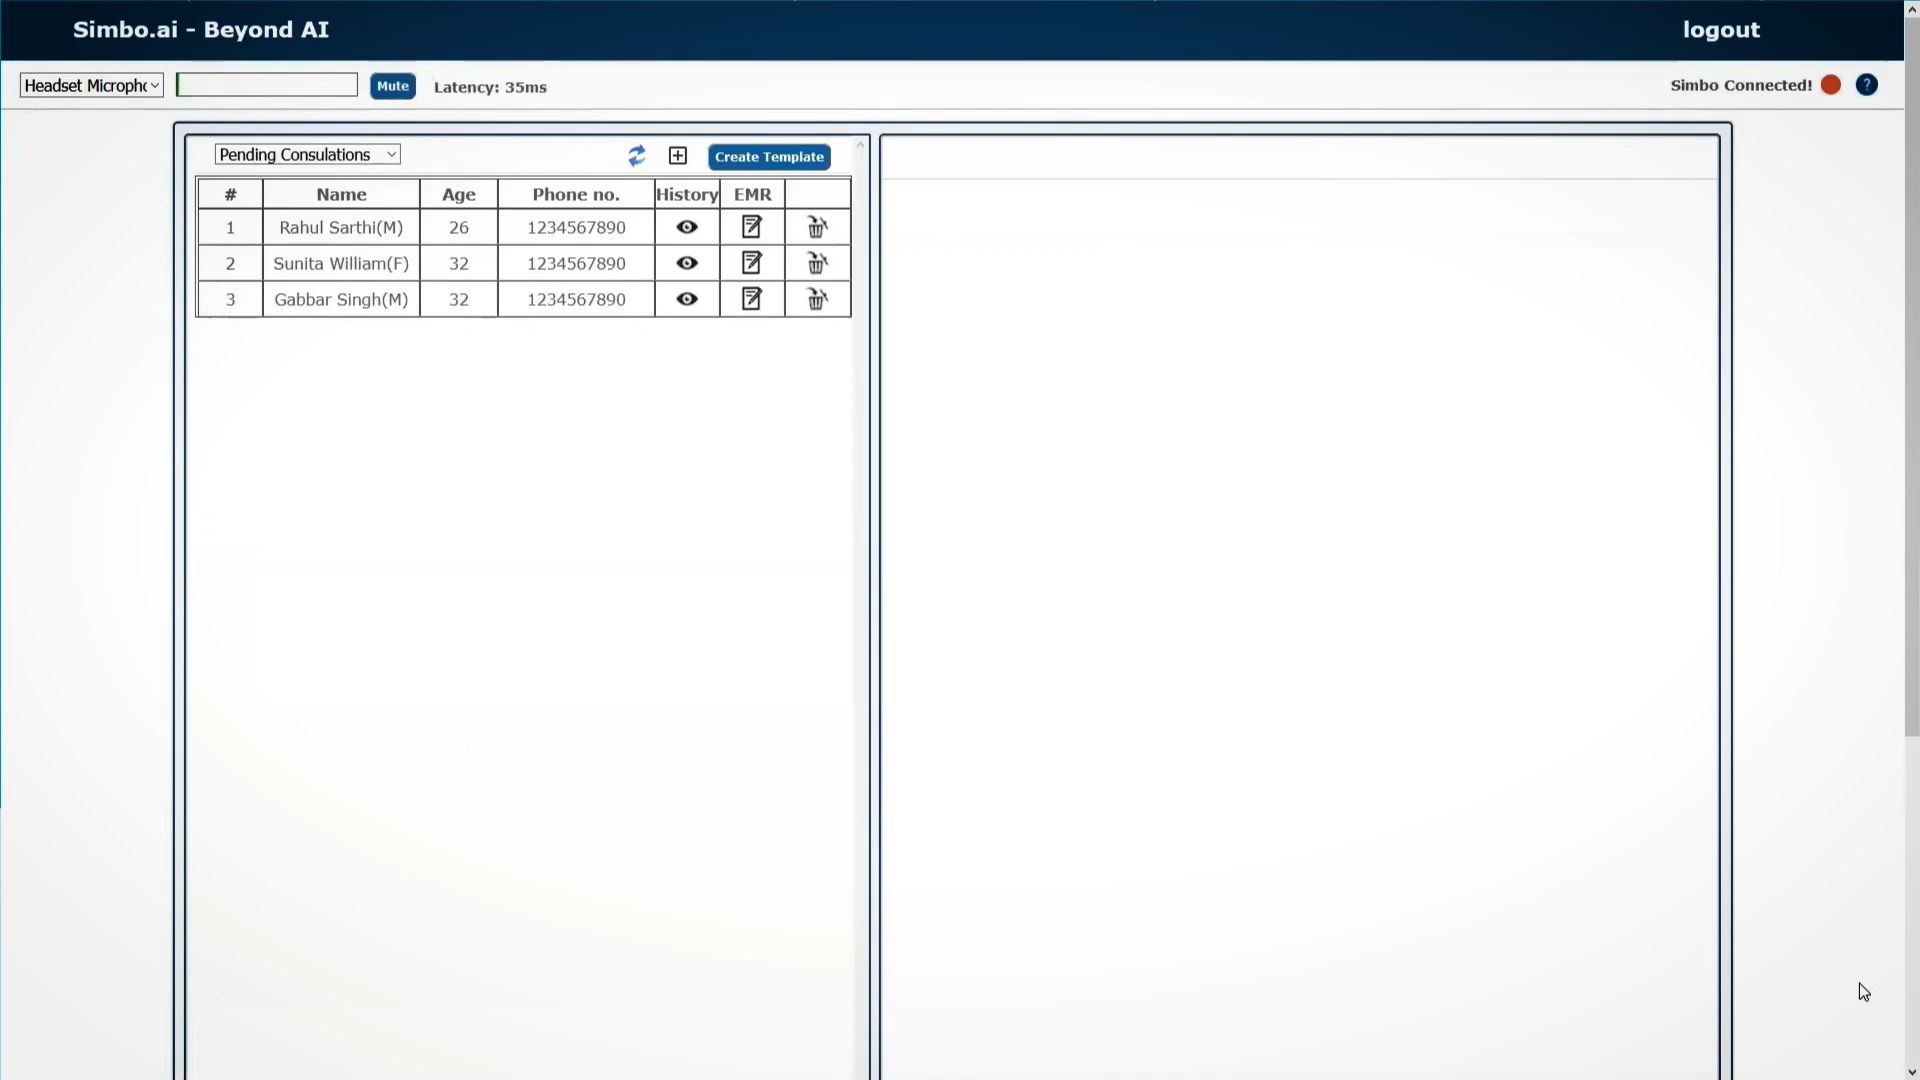 Simbo.ai - Beyond AI logout
Headset Micropho Mute Latency: 35ms Simbo Connected! ?
Pending Consulations Create Template
# Name Age Phone no. History EMR
1 Rahul Sarthi(M) 26 1234567890
2 Sunita William(F) 32 1234567890
3 Gabbar Singh(M) 32 1234567890